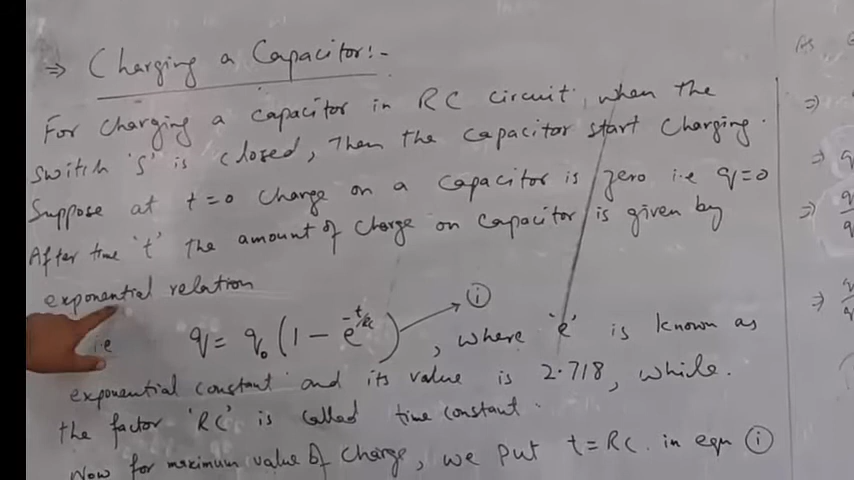 ⇒ Charging a Capacitor:-
For charging a capacitor in RC circuit, when the
switch 'S' is closed, Then the capacitor start charging.
Suppose at t=0 charge on a capacitor is zero i.e q=0
After time 't' the amount of charge on capacitor is given by
exponential relation
i.e q = q₀ (1 - e^-t/RC) → (i) , where 'e' is known as
exponential constant and its value is 2.718, while.
the factor 'RC' is called time constant.
Now for maximum value of charge, we put t=RC. in eqn (i)
As
⇒
⇒ q
⇒ q
⇒ q